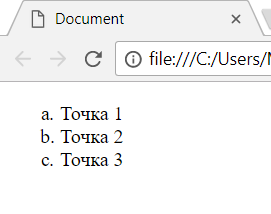 Document
file:///C:/Users/
a. Точка 1
b. Точка 2
c. Точка 3